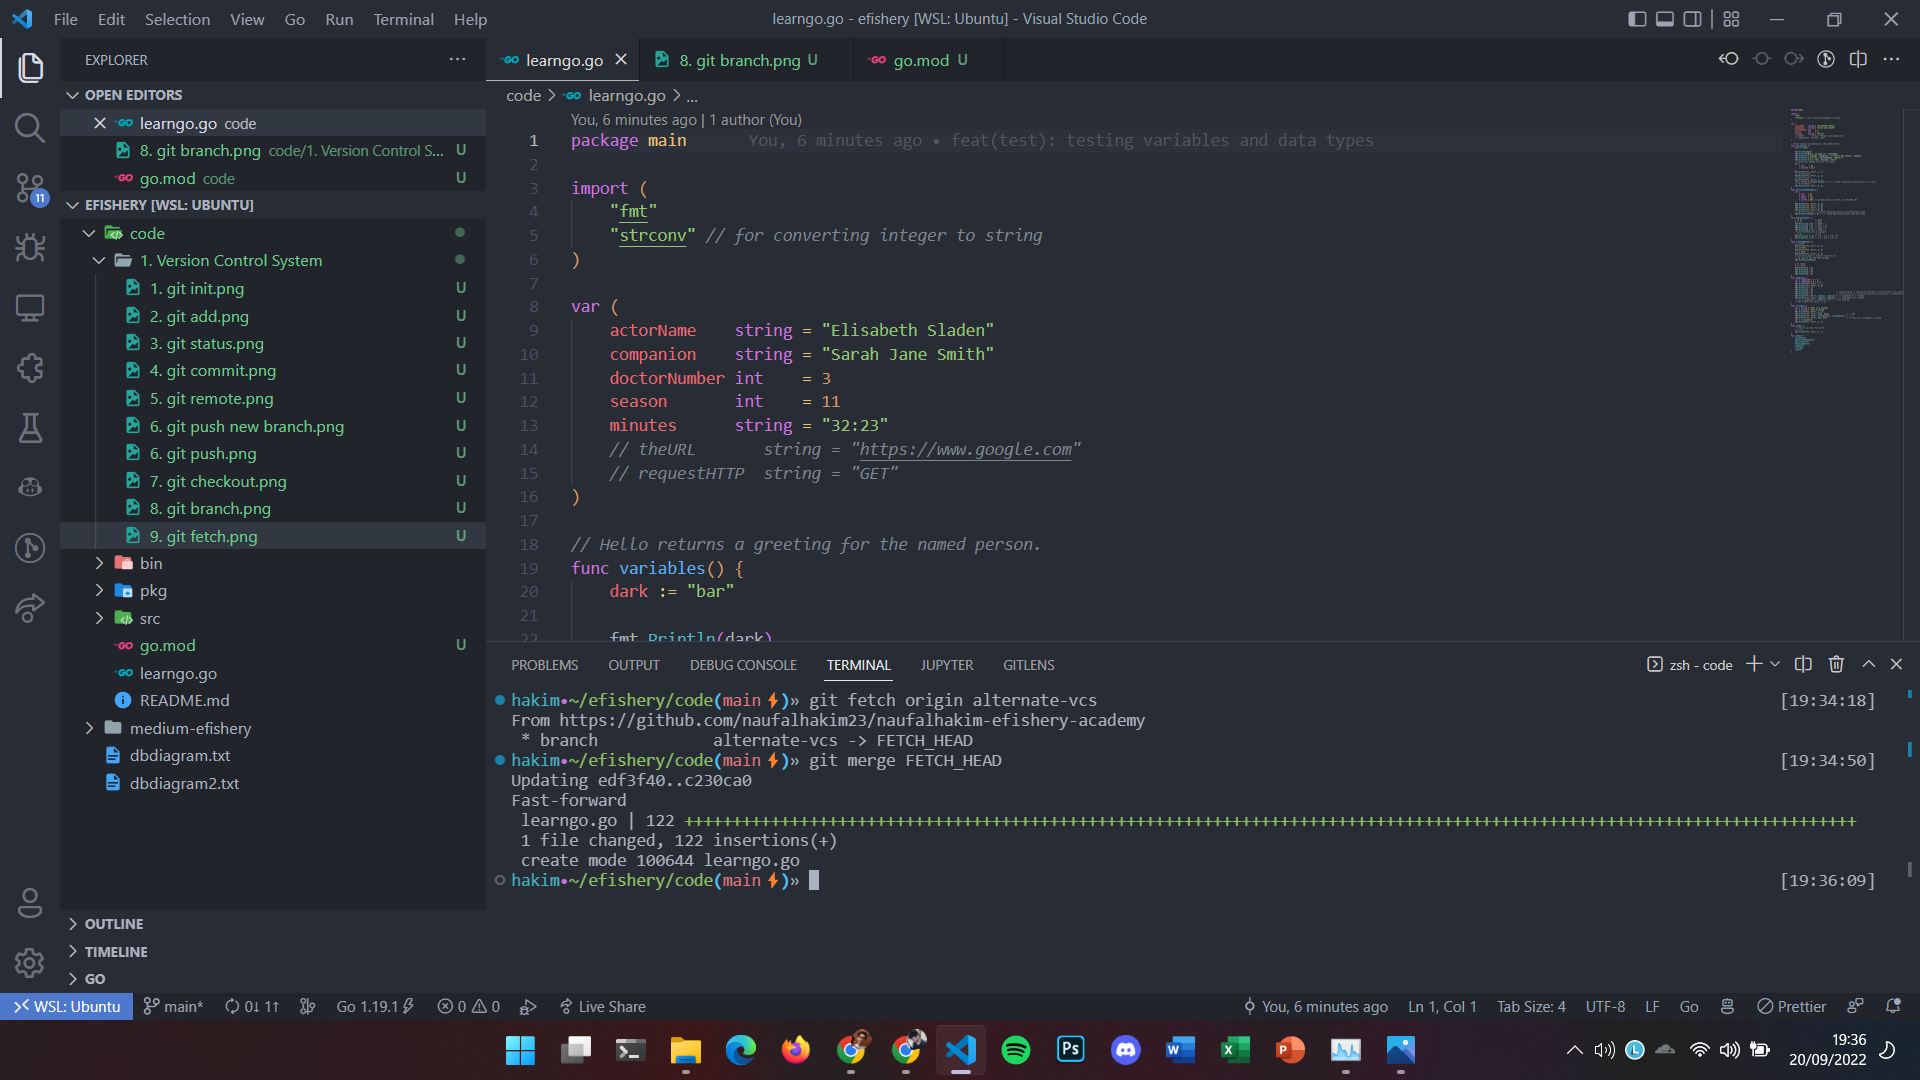 File Edit Selection View Go Run Terminal Help
learngo.go - efishery [WSL: Ubuntu] - Visual Studio Code
EXPLORER
OPEN EDITORS
learngo.go code
8. git branch.png code/1. Version Control S... U
go.mod code U
EFISHERY [WSL: UBUNTU]
code
1. Version Control System
1. git init.png U
2. git add.png U
3. git status.png U
4. git commit.png U
5. git remote.png U
6. git push new branch.png U
6. git push.png U
7. git checkout.png U
8. git branch.png U
9. git fetch.png U
bin
pkg
src
go.mod U
learngo.go
README.md
medium-efishery
dbdiagram.txt
dbdiagram2.txt
OUTLINE
TIMELINE
GO
11
learngo.go
8. git branch.png U
go.mod U
code > learngo.go > ...
You, 6 minutes ago | 1 author (You)
1 package main You, 6 minutes ago • feat(test): testing variables and data types
2
3 import (
4 "fmt"
5 "strconv" // for converting integer to string
6 )
7
8 var (
9 actorName string = "Elisabeth Sladen"
10 companion string = "Sarah Jane Smith"
11 doctorNumber int = 3
12 season int = 11
13 minutes string = "32:23"
14 // theURL string = "https://www.google.com"
15 // requestHTTP string = "GET"
16 )
17
18 // Hello returns a greeting for the named person.
19 func variables() {
20 dark := "bar"
21
22 fmt.Println(dark)
PROBLEMS OUTPUT DEBUG CONSOLE TERMINAL JUPYTER GITLENS
zsh - code
hakim•~/efishery/code(main⚡)» git fetch origin alternate-vcs [19:34:18]
From https://github.com/naufalhakim23/naufalhakim-efishery-academy
* branch alternate-vcs -> FETCH_HEAD
hakim•~/efishery/code(main⚡)» git merge FETCH_HEAD [19:34:50]
Updating edf3f40..c230ca0
Fast-forward
learngo.go | 122 ++++++++++++++++++++++++++++++++++++++++++++++++++++++++++++++++++++++++++++++++++++++++++++++++++++++++++++++++++++++++++
1 file changed, 122 insertions(+)
create mode 100644 learngo.go
hakim•~/efishery/code(main⚡)» [19:36:09]
WSL: Ubuntu main* 0↓ 1↑ Go 1.19.1 0 0 Live Share
You, 6 minutes ago Ln 1, Col 1 Tab Size: 4 UTF-8 LF Go Prettier
19:36
20/09/2022